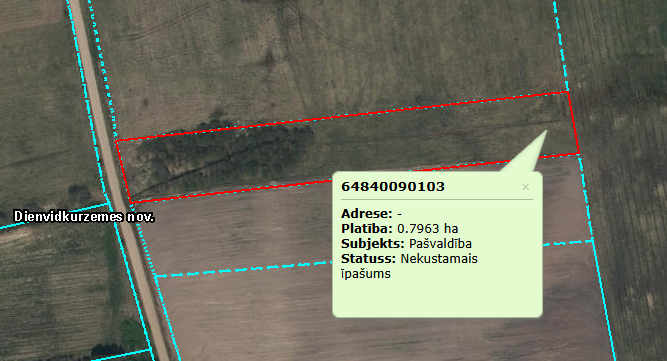 64840090103 ×
Adrese: -
Platība: 0.7963 ha
Subjekts: Pašvaldība
Dienvidkurzemes nov.
Statuss: Nekustamais
īpašums